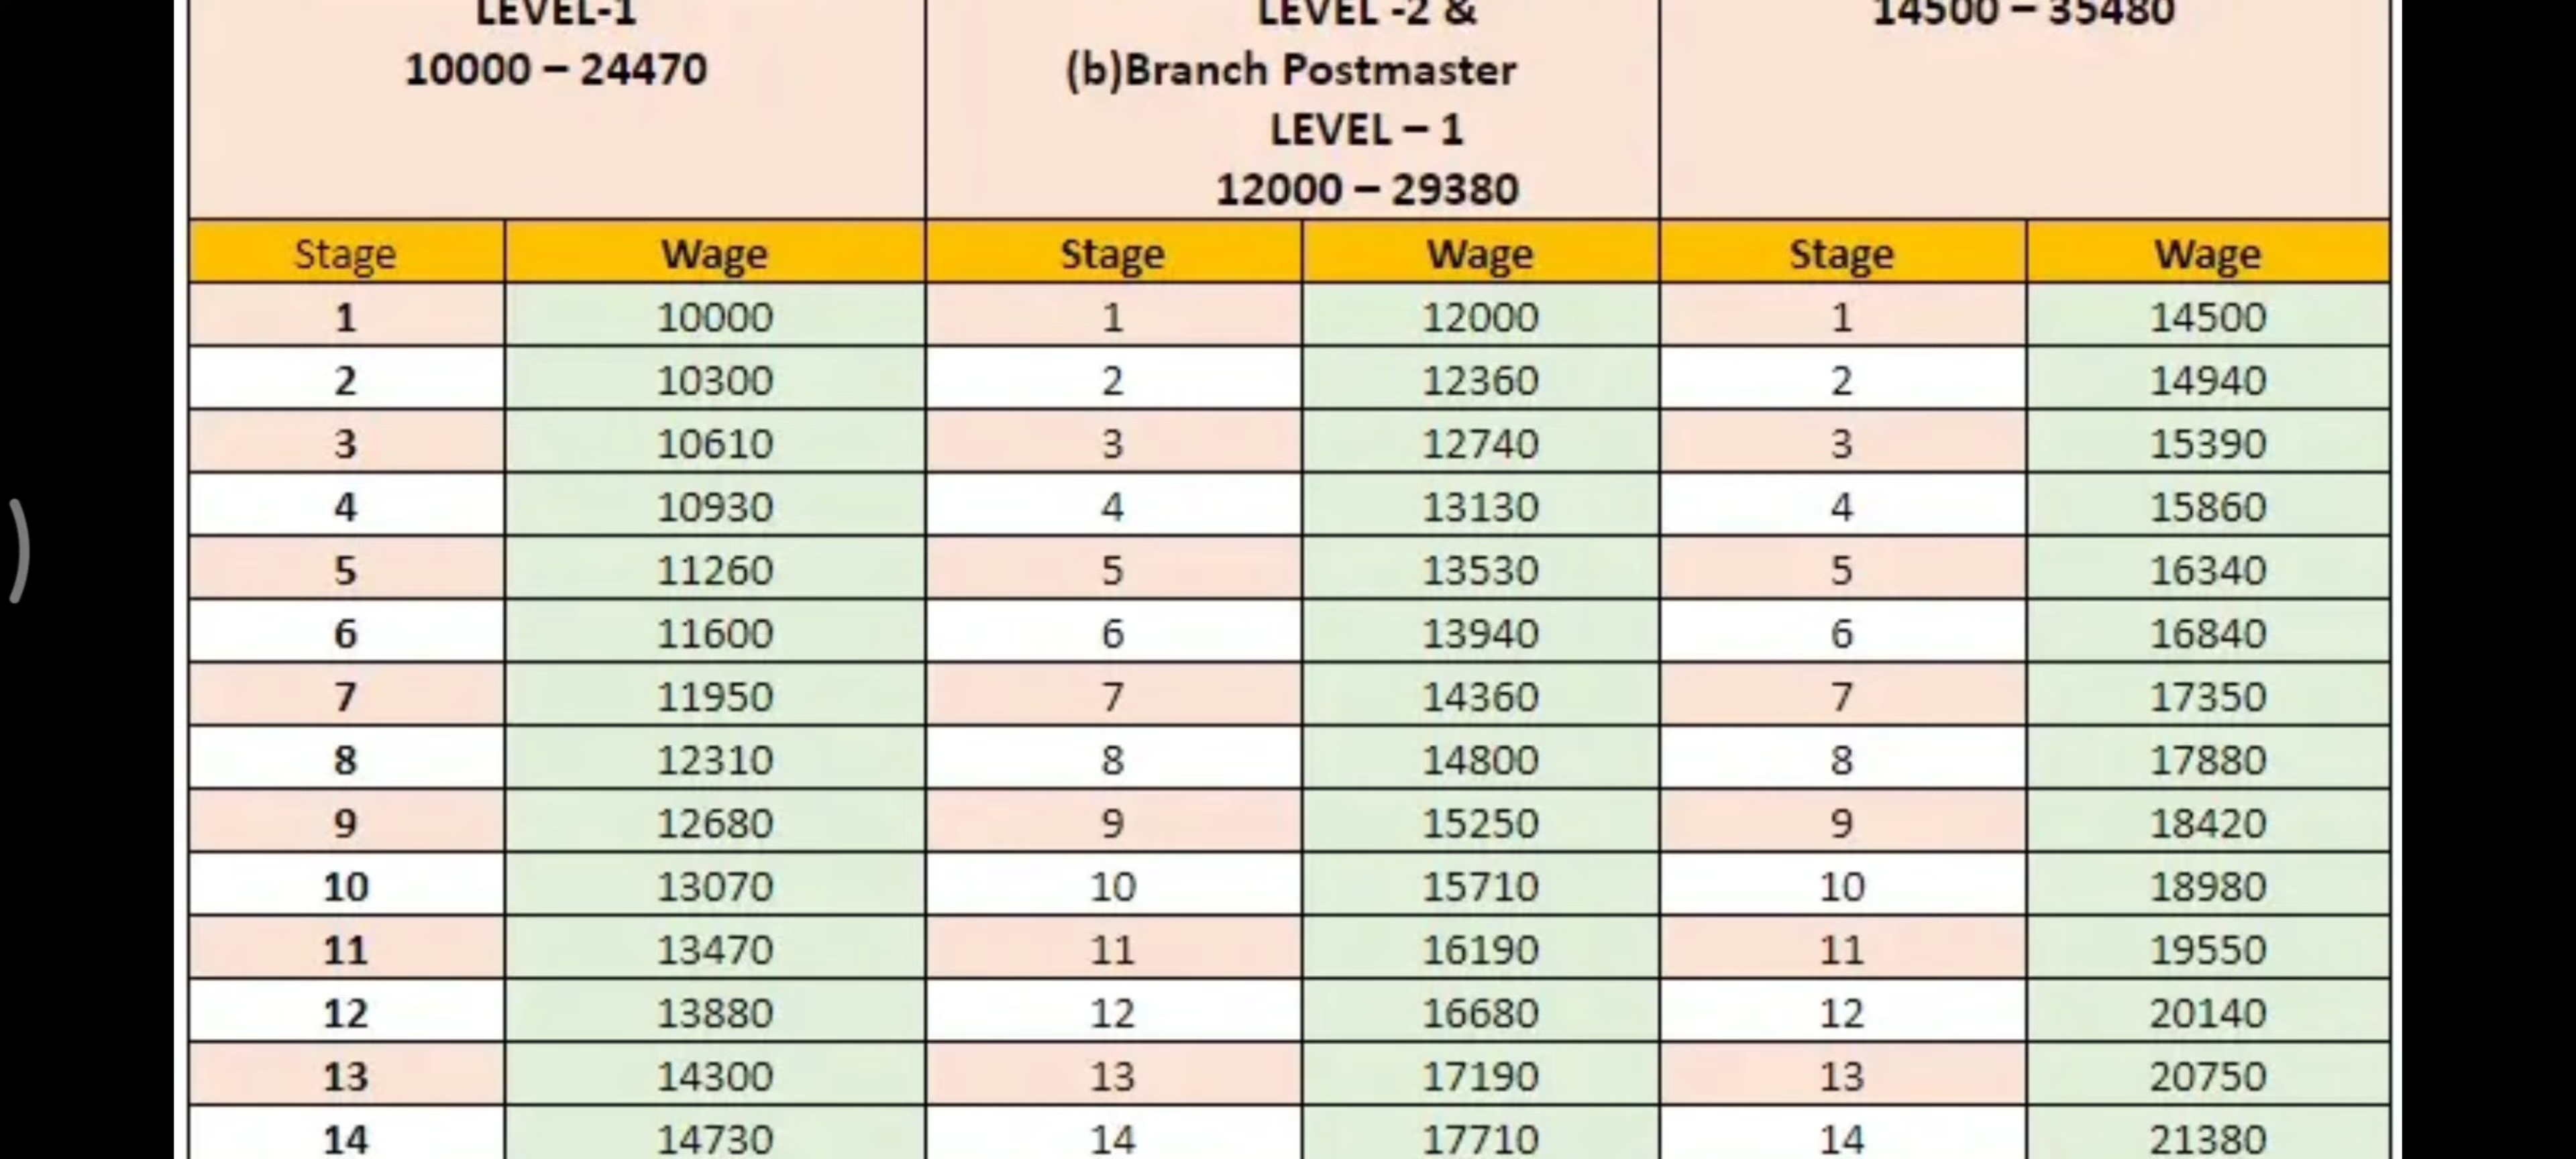 LEVEL-1
10000 – 24470
LEVEL -2 &
(b)Branch Postmaster
LEVEL – 1
12000 – 29380
14500 – 35480
Stage Wage Stage Wage Stage Wage
1 10000 1 12000 1 14500
2 10300 2 12360 2 14940
3 10610 3 12740 3 15390
4 10930 4 13130 4 15860
5 11260 5 13530 5 16340
6 11600 6 13940 6 16840
7 11950 7 14360 7 17350
8 12310 8 14800 8 17880
9 12680 9 15250 9 18420
10 13070 10 15710 10 18980
11 13470 11 16190 11 19550
12 13880 12 16680 12 20140
13 14300 13 17190 13 20750
14 14730 14 17710 14 21380